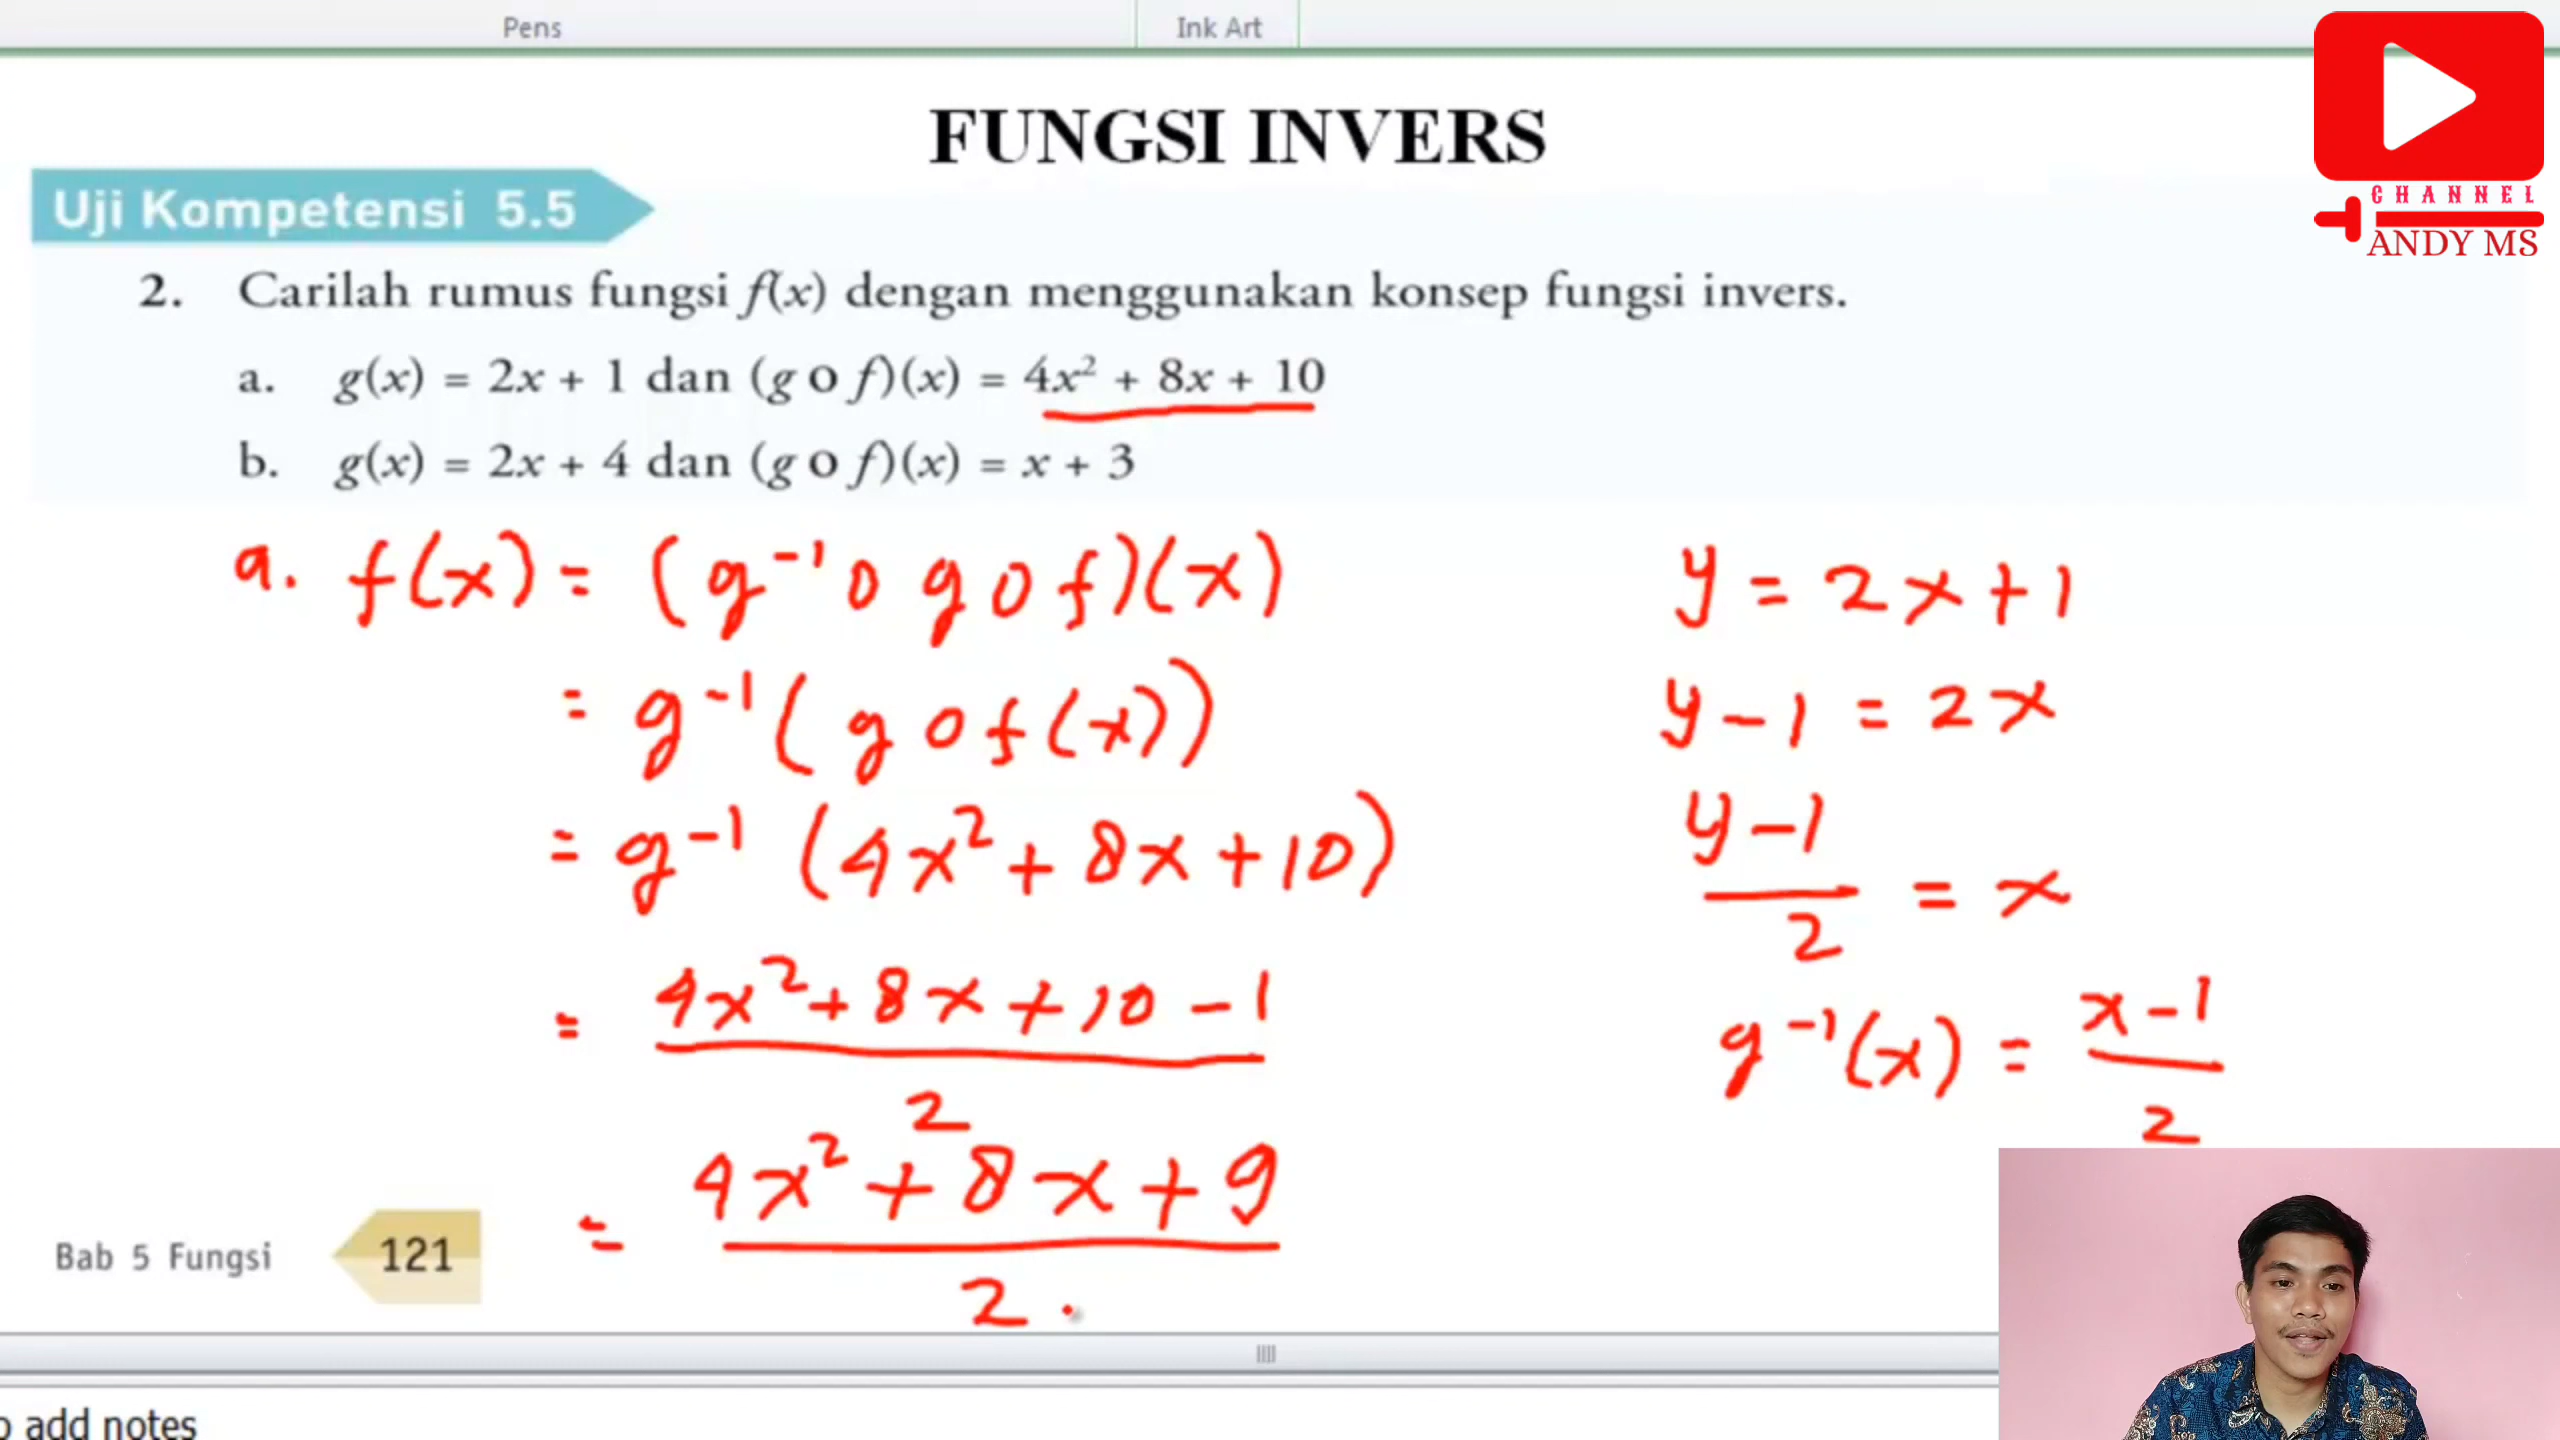 Pens
Ink Art
FUNGSI INVERS
CHANNEL
ANDY MS
Uji Kompetensi 5.5
2. Carilah rumus fungsi f(x) dengan menggunakan konsep fungsi invers.
a. g(x) = 2x + 1 dan (g o f)(x) = 4x² + 8x + 10
b. g(x) = 2x + 4 dan (g o f)(x) = x + 3
a. f(x) = (g⁻¹ o g o f)(x)
= g⁻¹ (g o f(x))
= g⁻¹ (4x² + 8x + 10)
= 4x² + 8x + 10 - 1
2
= 4x² + 8x + 9
2
y = 2x + 1
y - 1 = 2x
y - 1
2
= x
g⁻¹(x) = x - 1
2
Bab 5 Fungsi 121
add notes